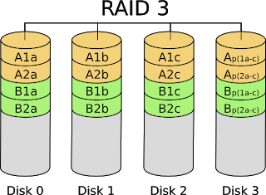 RAID 3
A1a A1b A1c Ap(1a-c)
A2a A2b A2c Ap(2a-c)
B1a B1b B1c Bp(1a-c)
B2a B2b B2c Bp(2a-c)
Disk 0 Disk 1 Disk 2 Disk 3